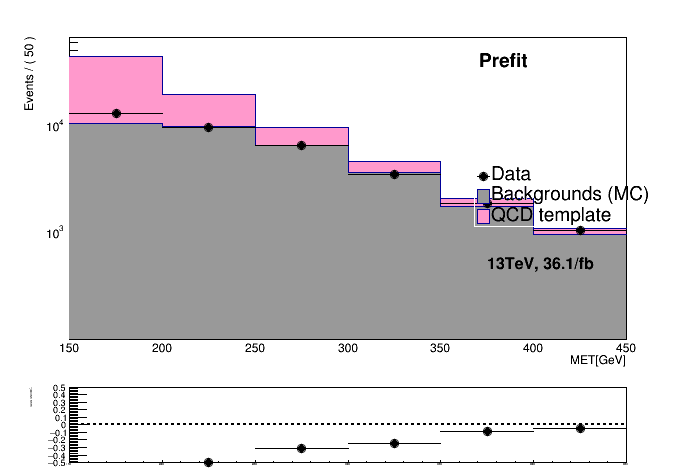 Prefit
Events / ( 50 )
10⁴
10³
Data
Backgrounds (MC)
QCD template
13TeV, 36.1/fb
150 200 250 300 350 400 450
MET[GeV]
0.5
0.4
0.3
0.2
0.1
0
−0.1
−0.2
−0.3
−0.4
−0.5